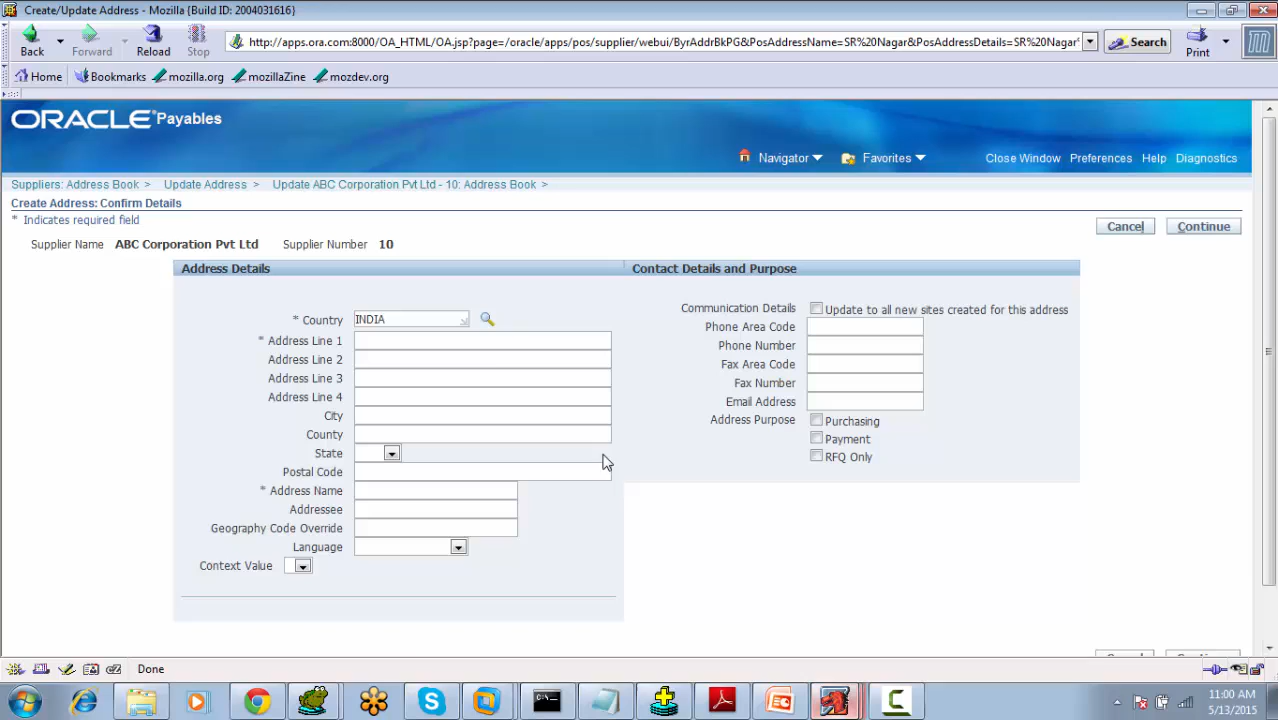 Create/Update Address - Mozilla {Build ID: 2004031616}
Back Forward Reload Stop http://apps.ora.com:8000/OA_HTML/OA.jsp?page=/oracle/apps/pos/supplier/webui/ByrAddrBkPG&PosAddressName=SR%20Nagar&PosAddressDetails=SR%20Nagar% Search Print
Home Bookmarks mozilla.org mozillaZine mozdev.org
ORACLE Payables
Navigator Favorites Close Window Preferences Help Diagnostics
Suppliers: Address Book > Update Address > Update ABC Corporation Pvt Ltd - 10: Address Book >
Create Address: Confirm Details
* Indicates required field
Cancel Continue
Supplier Name ABC Corporation Pvt Ltd Supplier Number 10
Address Details
* Country INDIA
* Address Line 1
Address Line 2
Address Line 3
Address Line 4
City
County
State
Postal Code
* Address Name
Addressee
Geography Code Override
Language
Context Value
Contact Details and Purpose
Communication Details Update to all new sites created for this address
Phone Area Code
Phone Number
Fax Area Code
Fax Number
Email Address
Address Purpose Purchasing
Payment
RFQ Only
Done
11:00 AM
5/13/2015